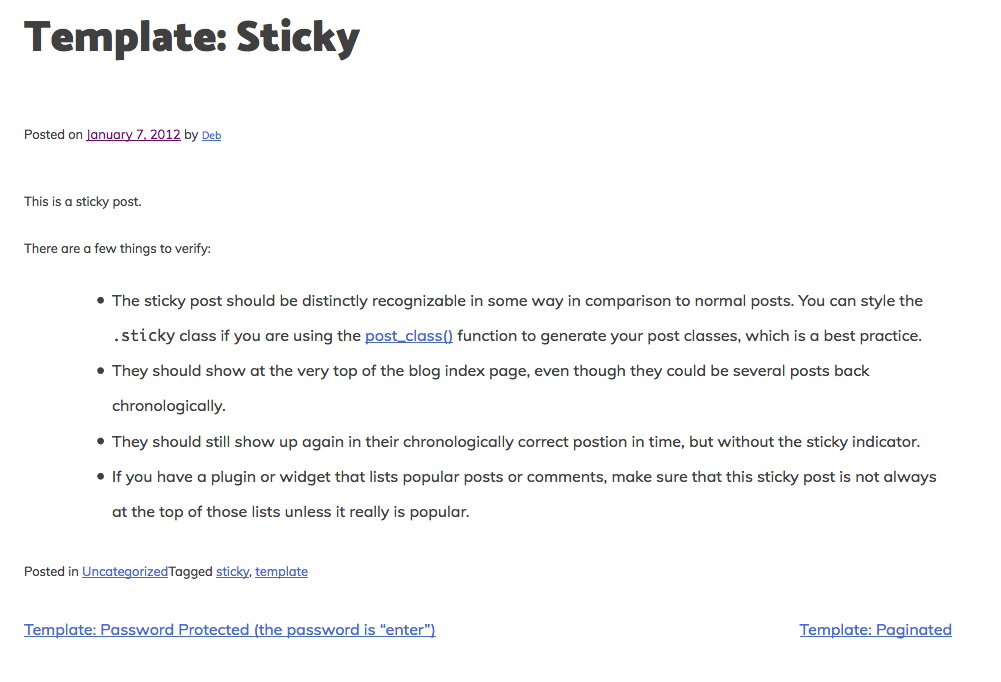 Template: Sticky
Posted on January 7, 2012 by Deb
This is a sticky post.
There are a few things to verify:
• The sticky post should be distinctly recognizable in some way in comparison to normal posts. You can style the
.sticky class if you are using the post_class() function to generate your post classes, which is a best practice.
• They should show at the very top of the blog index page, even though they could be several posts back
chronologically.
• They should still show up again in their chronologically correct postion in time, but without the sticky indicator.
• If you have a plugin or widget that lists popular posts or comments, make sure that this sticky post is not always
at the top of those lists unless it really is popular.
Posted in UncategorizedTagged sticky, template
Template: Password Protected (the password is “enter”) Template: Paginated